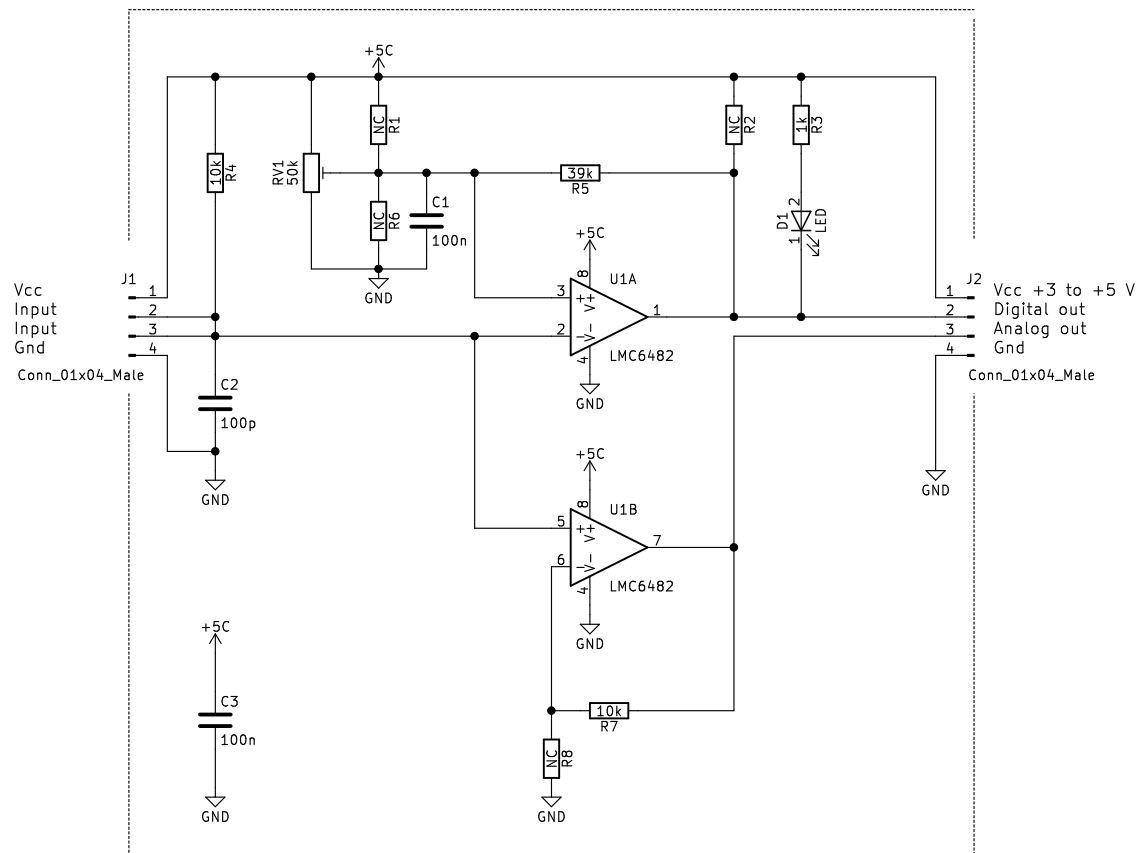 +5C
NC
R1
NC
R2
1k
R3
10k
R4
RV1
50k
39k
R5
NC
R6
C1
100n
D1
2
1
LED
+5C
8
U1A
GND
3
V+
+
1
2
V-
-
4
LMC6482
GND
J1
Vcc
1
Input
2
Input
3
Gnd
4
Conn_01x04_Male
J2
1
Vcc +3 to +5 V
2
Digital out
3
Analog out
4
Gnd
Conn_01x04_Male
C2
100p
GND
GND
+5C
8
U1B
5
V+
+
7
6
V-
-
4
LMC6482
GND
+5C
C3
100n
GND
10k
R7
NC
R8
GND